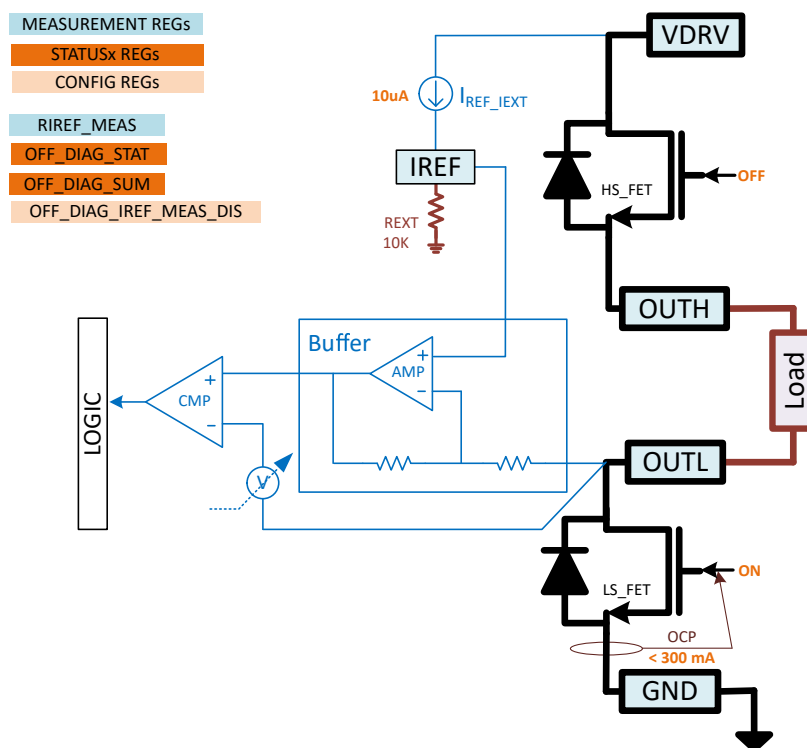 MEASUREMENT REGs
STATUSx REGs
CONFIG REGs
RIREF_MEAS
OFF_DIAG_STAT
OFF_DIAG_SUM
OFF_DIAG_IREF_MEAS_DIS
VDRV
10uA
IREF_IEXT
IREF
REXT
10K
HS_FET
OFF
OUTH
Buffer
+
AMP
−
+
CMP
−
LOGIC
V
Load
OUTL
LS_FET
ON
OCP
< 300 mA
GND